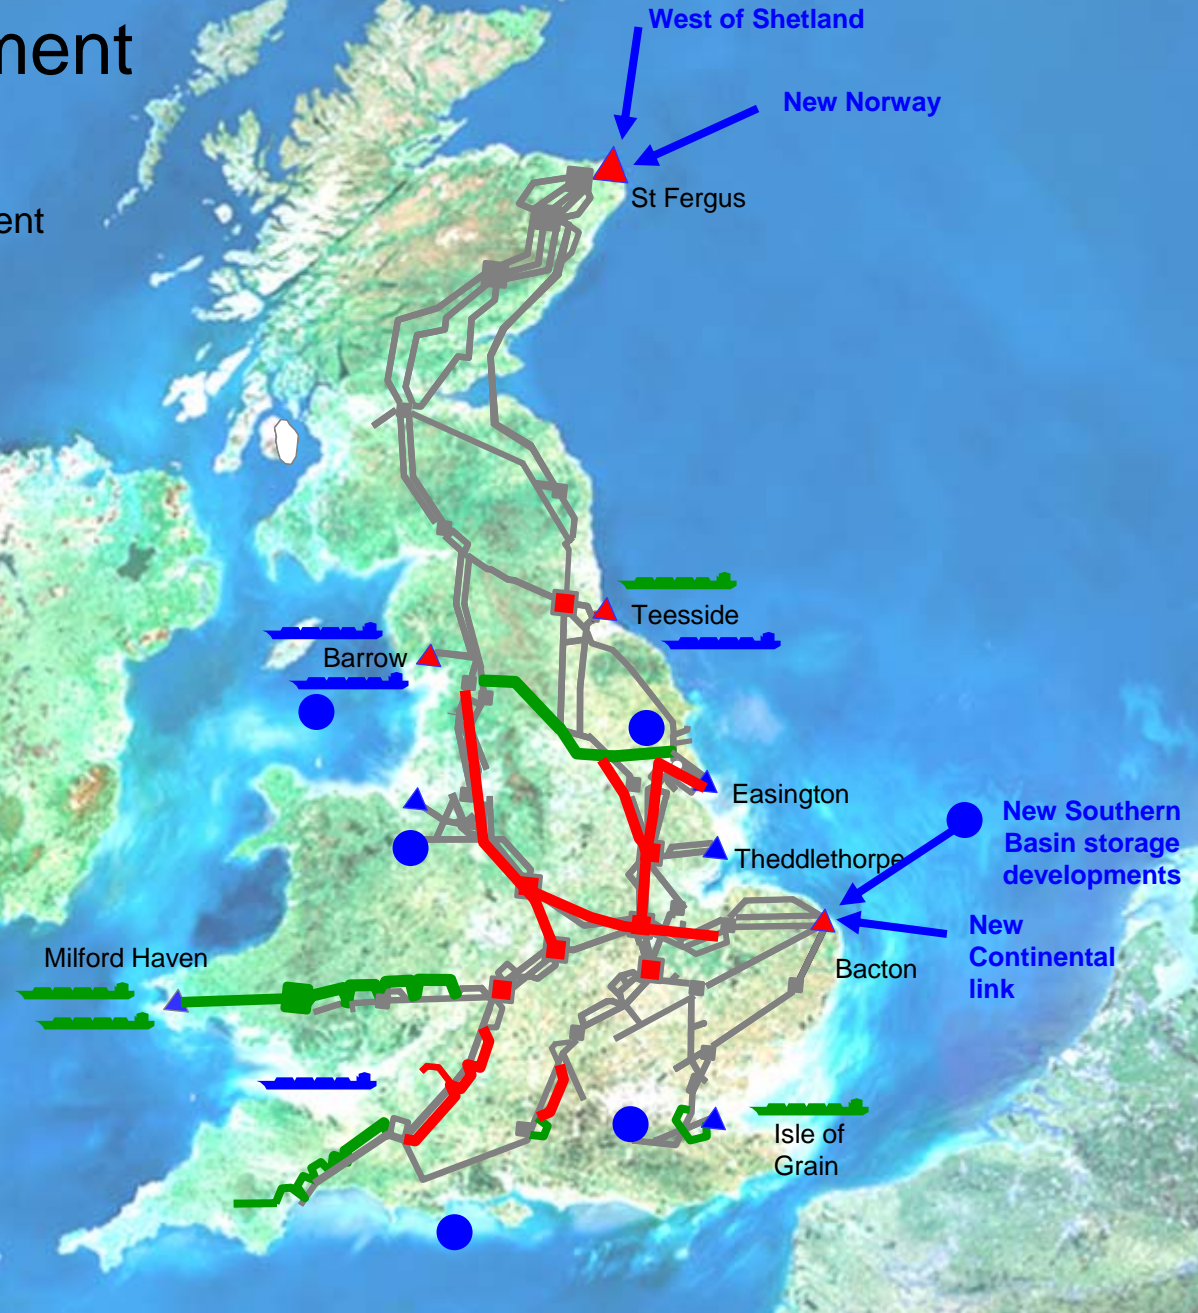 ment
West of Shetland
New Norway
St Fergus
ent
Teesside
Barrow
Easington
Theddlethorpe
New Southern
Basin storage
developments
New
Continental
link
Bacton
Milford Haven
Isle of
Grain